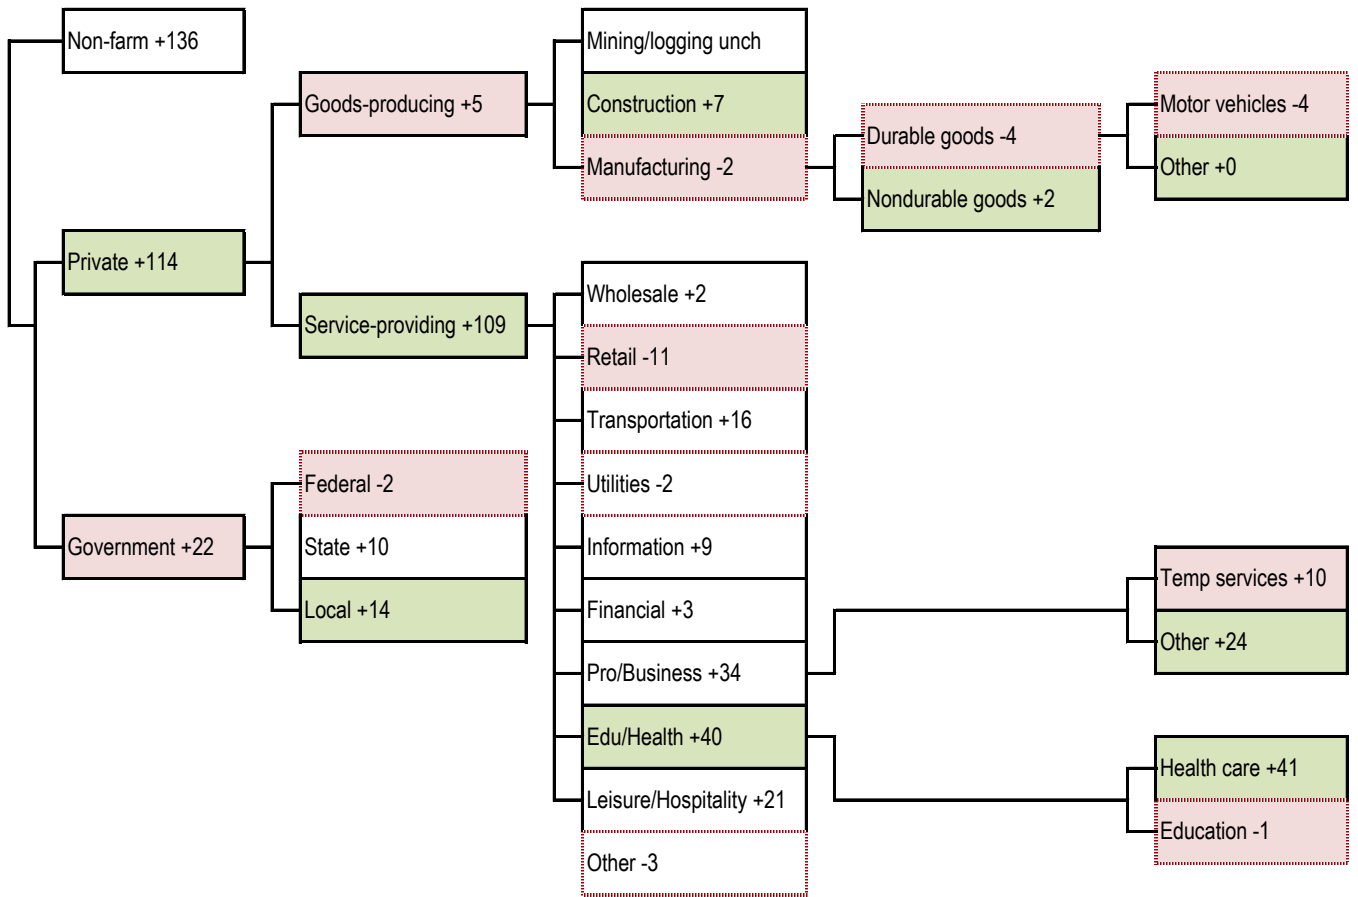 Non-farm +136
Private +114
Government +22
Goods-producing +5
Service-providing +109
Federal -2
State +10
Local +14
Mining/logging unch
Construction +7
Manufacturing -2
Wholesale +2
Retail -11
Transportation +16
Utilities -2
Information +9
Financial +3
Pro/Business +34
Edu/Health +40
Leisure/Hospitality +21
Other -3
Durable goods -4
Nondurable goods +2
Motor vehicles -4
Other +0
Temp services +10
Other +24
Health care +41
Education -1